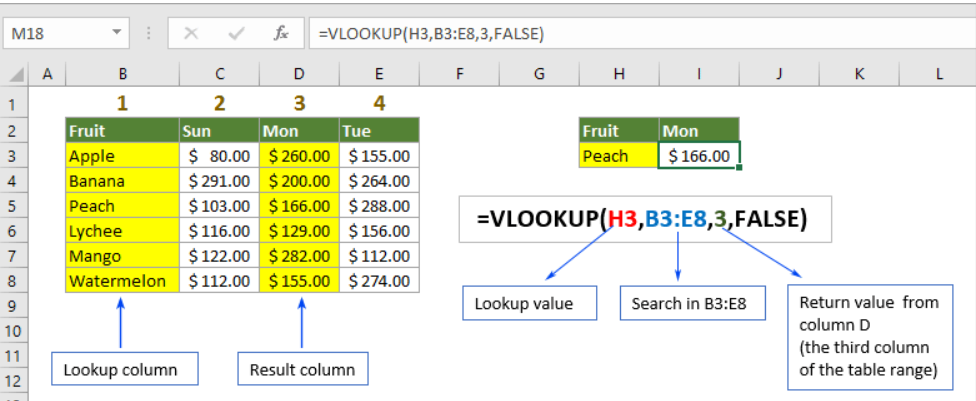 M18 =VLOOKUP(H3,B3:E8,3,FALSE)
A B C D E F G H I J K L
1 1 2 3 4
2 Fruit Sun Mon Tue Fruit Mon
3 Apple $ 80.00 $ 260.00 $ 155.00 Peach $ 166.00
4 Banana $ 291.00 $ 200.00 $ 264.00
5 Peach $ 103.00 $ 166.00 $ 288.00
=VLOOKUP(H3,B3:E8,3,FALSE)
6 Lychee $ 116.00 $ 129.00 $ 156.00
7 Mango $ 122.00 $ 282.00 $ 112.00
8 Watermelon $ 112.00 $ 155.00 $ 274.00
9
10
11
12
Lookup value
Search in B3:E8
Return value from
column D
(the third column
of the table range)
Lookup column
Result column